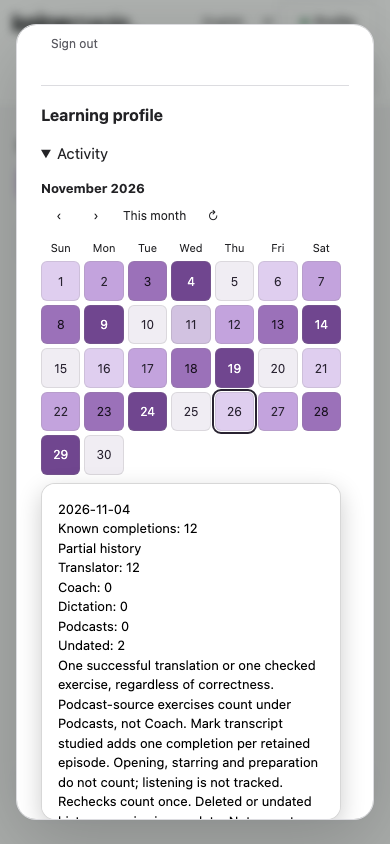 Sign out
Learning profile
▼ Activity
November 2026
‹ › This month ↻
Sun Mon Tue Wed Thu Fri Sat
1 2 3 4 5 6 7
8 9 10 11 12 13 14
15 16 17 18 19 20 21
22 23 24 25 26 27 28
29 30
2026-11-04
Known completions: 12
Partial history
Translator: 12
Coach: 0
Dictation: 0
Podcasts: 0
Undated: 2
One successful translation or one checked
exercise, regardless of correctness.
Podcast-source exercises count under
Podcasts, not Coach. Mark transcript
studied adds one completion per retained
episode. Opening, starring and preparation
do not count; listening is not tracked.
Rechecks count once. Deleted or undated